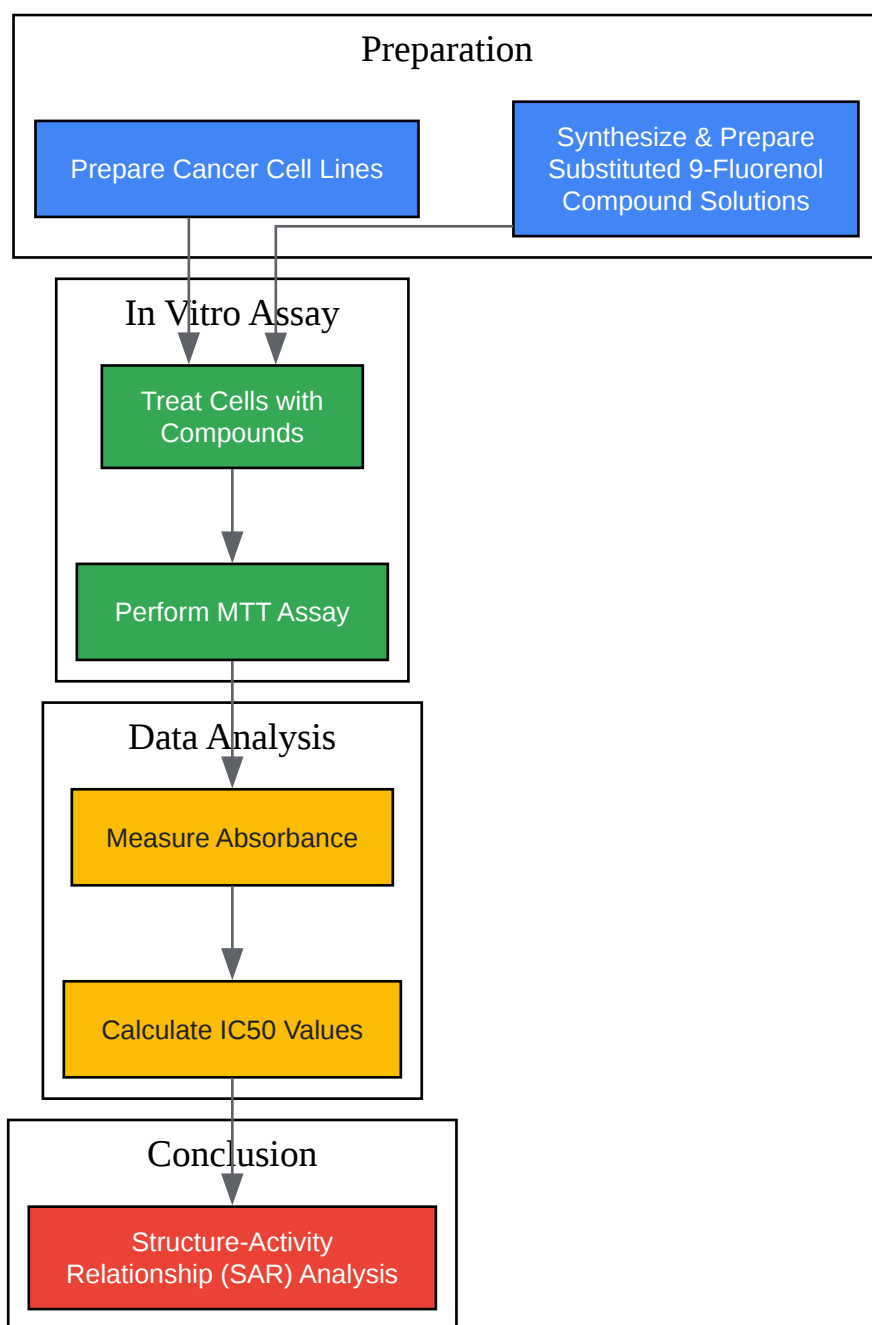 Preparation
Prepare Cancer Cell Lines
Synthesize & Prepare
Substituted 9-Fluorenol
Compound Solutions
In Vitro Assay
Treat Cells with
Compounds
Perform MTT Assay
Data Analysis
Measure Absorbance
Calculate IC50 Values
Conclusion
Structure-Activity
Relationship (SAR) Analysis